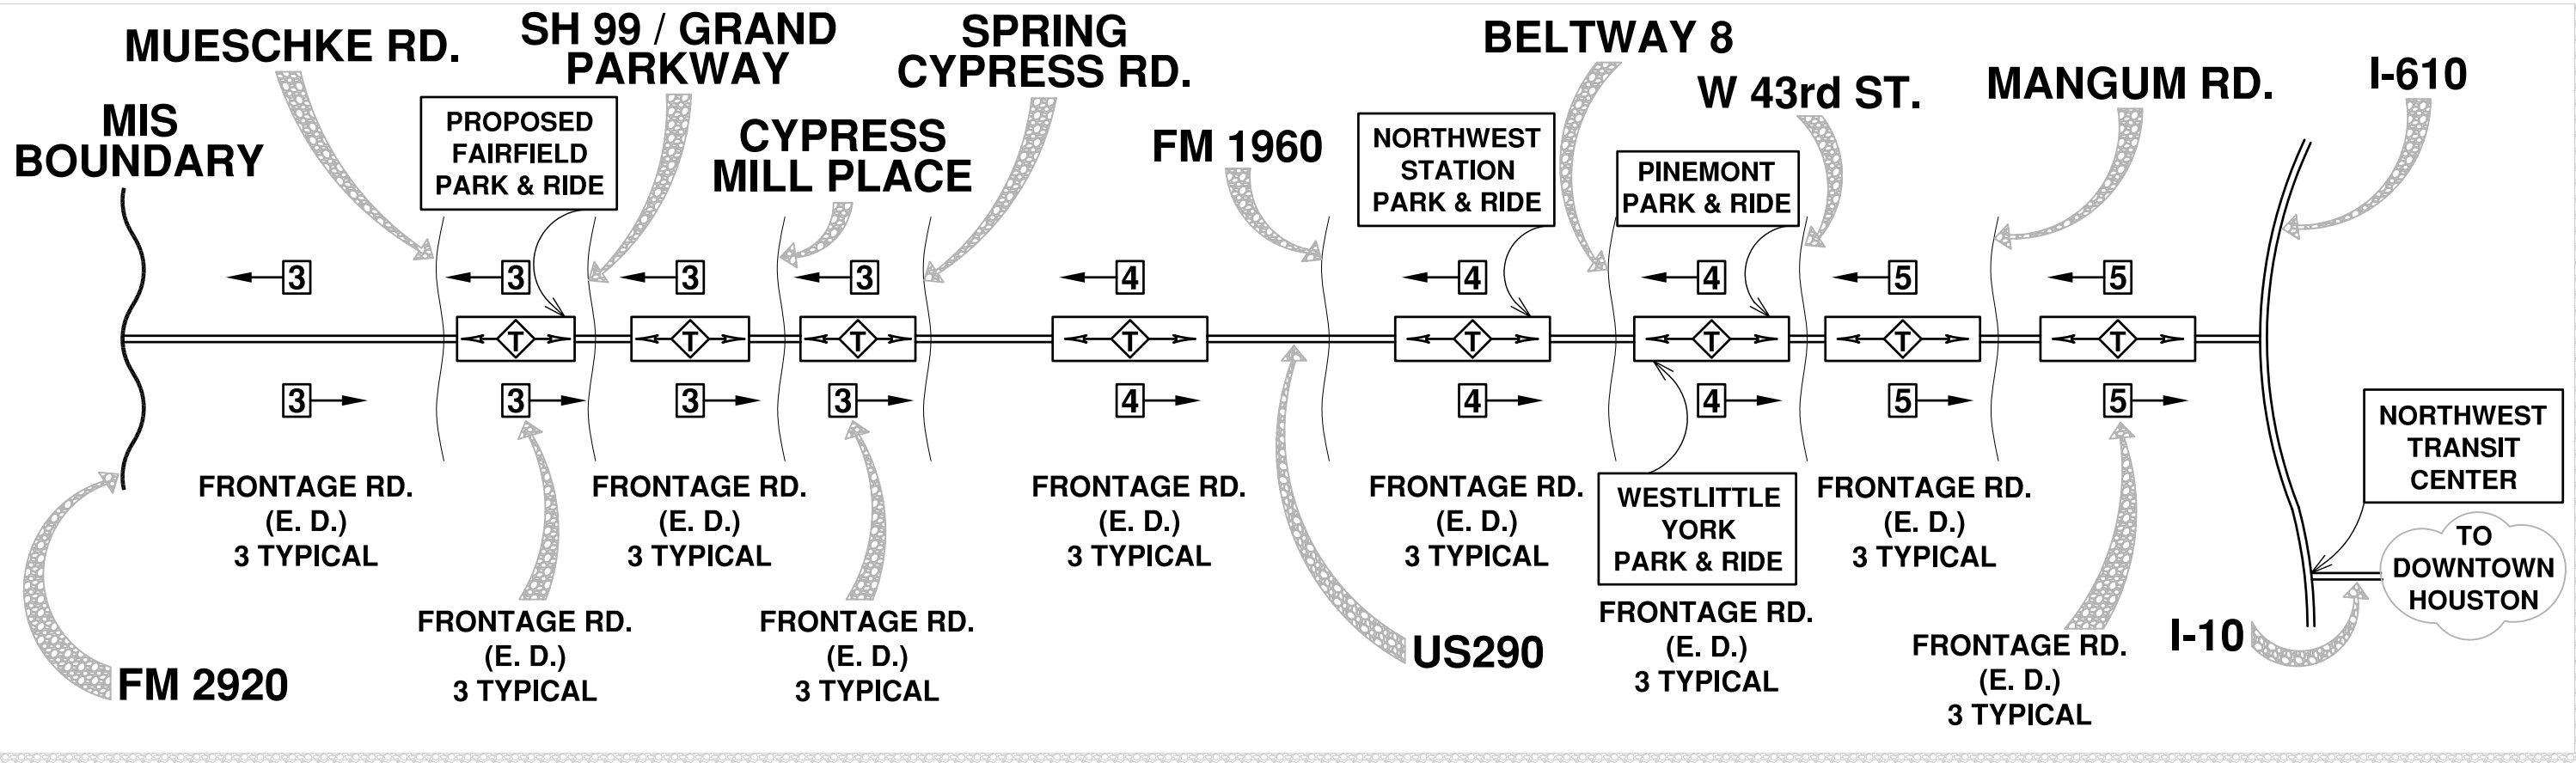 MUESCHKE RD.
SH 99 / GRAND
PARKWAY
SPRING
CYPRESS RD.
BELTWAY 8
W 43rd ST.
MANGUM RD.
I-610
MIS
BOUNDARY
PROPOSED
FAIRFIELD
PARK & RIDE
CYPRESS
MILL PLACE
FM 1960
NORTHWEST
STATION
PARK & RIDE
PINEMONT
PARK & RIDE
3
3
3
3
4
4
4
5
5
T
T
T
T
T
T
T
T
3
3
3
3
4
4
4
5
5
FRONTAGE RD.
(E. D.)
3 TYPICAL
FRONTAGE RD.
(E. D.)
3 TYPICAL
FRONTAGE RD.
(E. D.)
3 TYPICAL
FRONTAGE RD.
(E. D.)
3 TYPICAL
WESTLITTLE
YORK
PARK & RIDE
FRONTAGE RD.
(E. D.)
3 TYPICAL
NORTHWEST
TRANSIT
CENTER
TO
DOWNTOWN
HOUSTON
FRONTAGE RD.
(E. D.)
3 TYPICAL
FRONTAGE RD.
(E. D.)
3 TYPICAL
FRONTAGE RD.
(E. D.)
3 TYPICAL
FRONTAGE RD.
(E. D.)
3 TYPICAL
FM 2920
US290
I-10